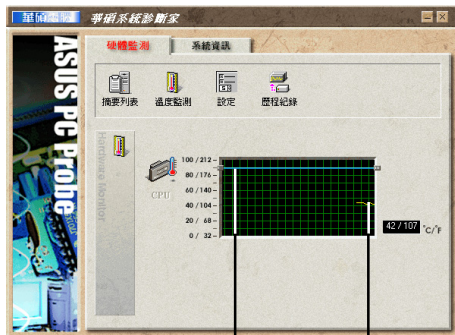 華碩電腦 華碩系統診斷家
硬體監測 系統資訊
摘要列表 溫度監測 設定 歷程紀錄
ASUS PC Probe
Hardware Monitor
CPU
100 / 212
80 / 176
60 / 140
40 / 104
20 / 68
0 / 32
42 / 107 °C/°F